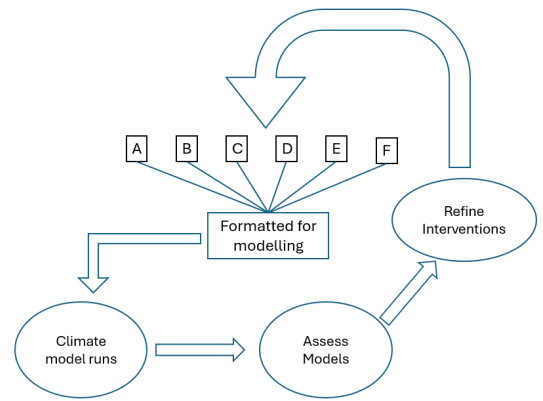 A
B
C
D
E
F
Formatted for
modelling
Refine
Interventions
Climate
model runs
Assess
Models